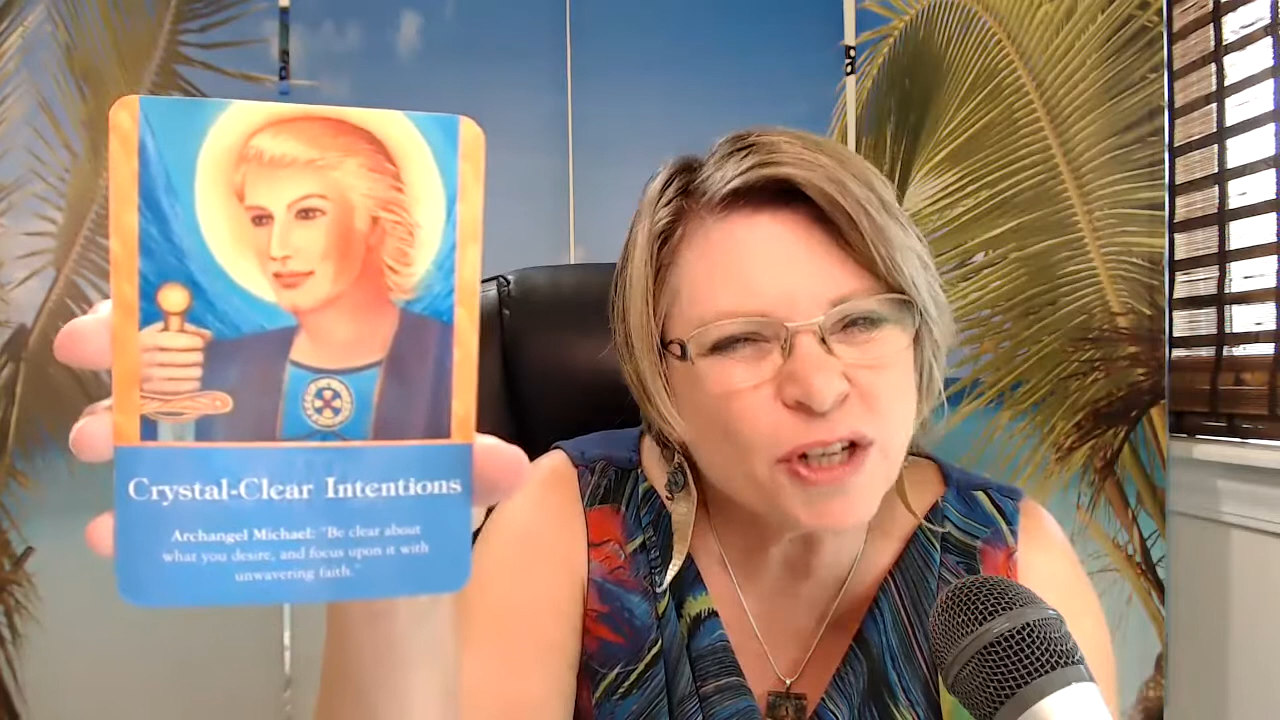 Crystal-Clear Intentions
Archangel Michael: "Be clear about
what you desire, and focus upon it with
unwavering faith."